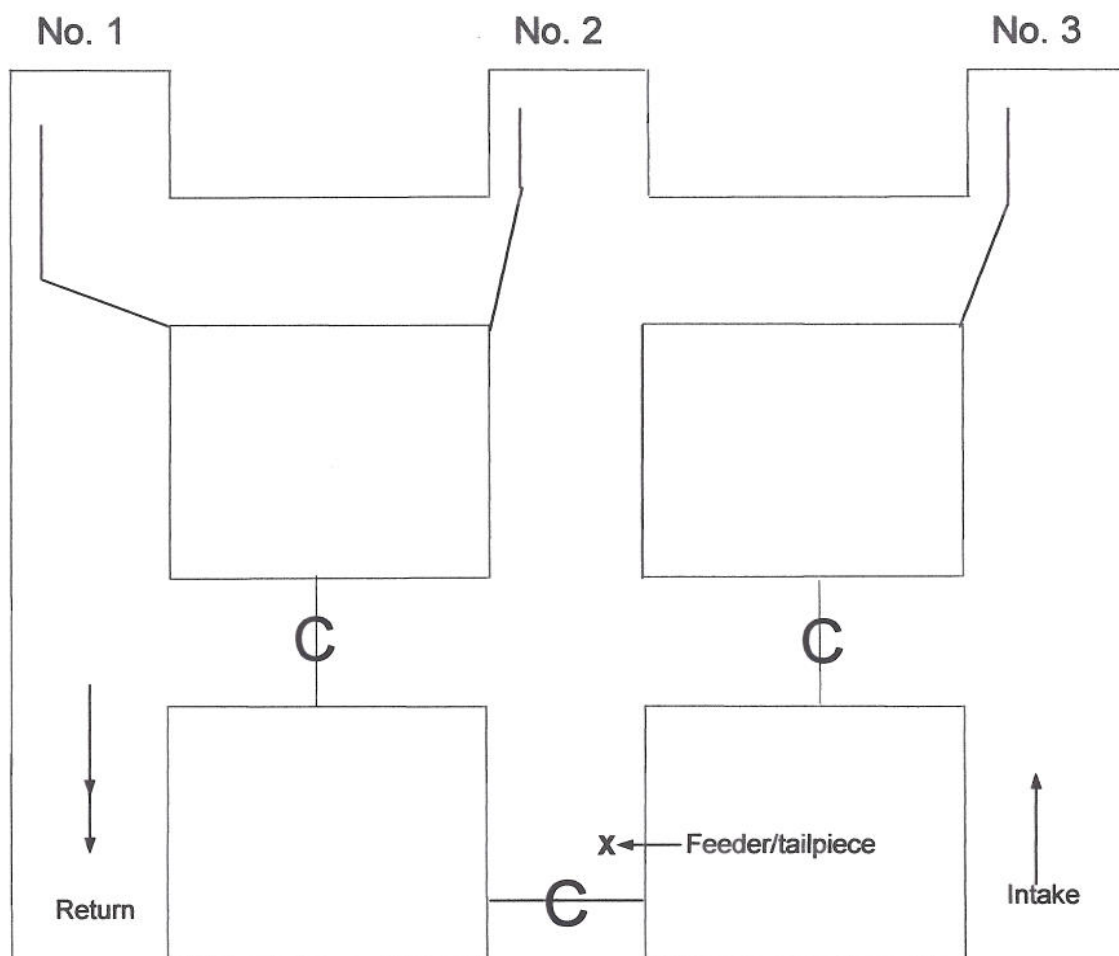 No. 1
No. 2
No. 3
C
C
x
Feeder/tailpiece
C
Return
Intake